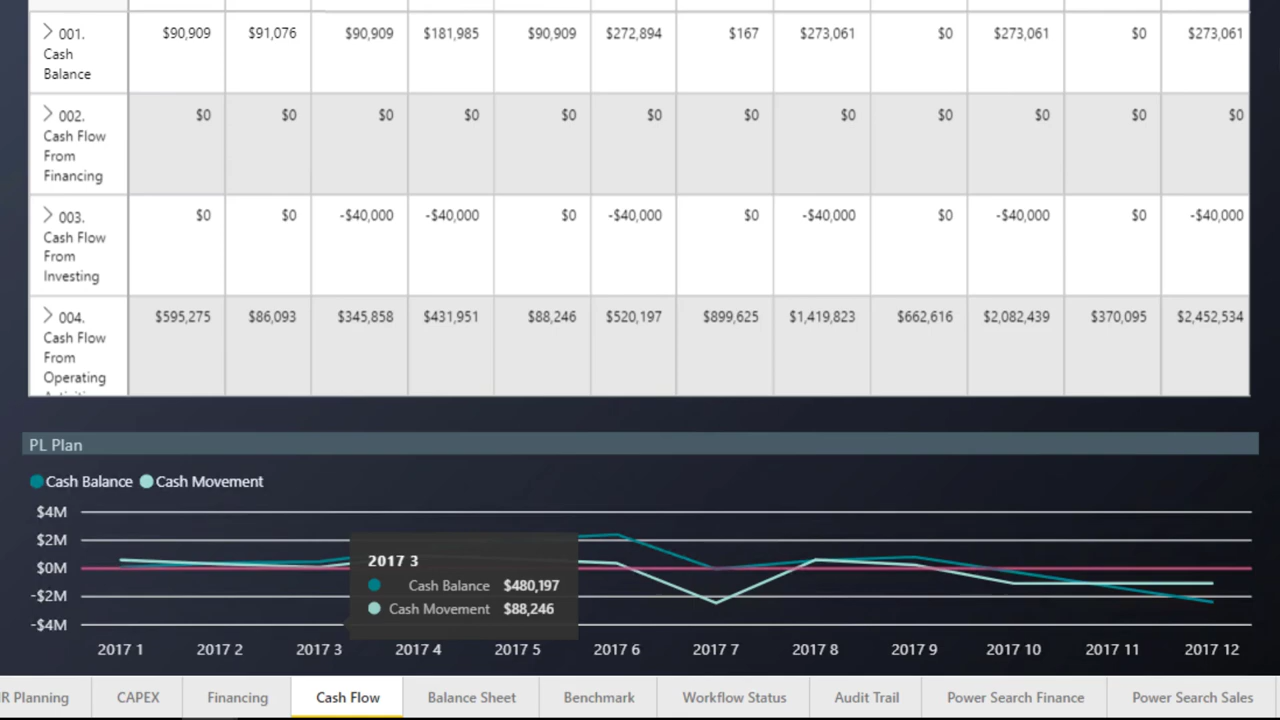 001. Cash Balance $90,909 $91,076 $90,909 $181,985 $90,909 $272,894 $167 $273,061 $0 $273,061 $0 $273,061
002. Cash Flow From Financing $0 $0 $0 $0 $0 $0 $0 $0 $0 $0 $0 $0
003. Cash Flow From Investing $0 $0 -$40,000 -$40,000 $0 -$40,000 $0 -$40,000 $0 -$40,000 $0 -$40,000
004. Cash Flow From Operating $595,275 $86,093 $345,858 $431,951 $88,246 $520,197 $899,625 $1,419,823 $662,616 $2,082,439 $370,095 $2,452,534
PL Plan
Cash Balance Cash Movement
$4M
$2M
$0M
-$2M
-$4M
2017 3
Cash Balance $480,197
Cash Movement $88,246
2017 1 2017 2 2017 3 2017 4 2017 5 2017 6 2017 7 2017 8 2017 9 2017 10 2017 11 2017 12
R Planning CAPEX Financing Cash Flow Balance Sheet Benchmark Workflow Status Audit Trail Power Search Finance Power Search Sales